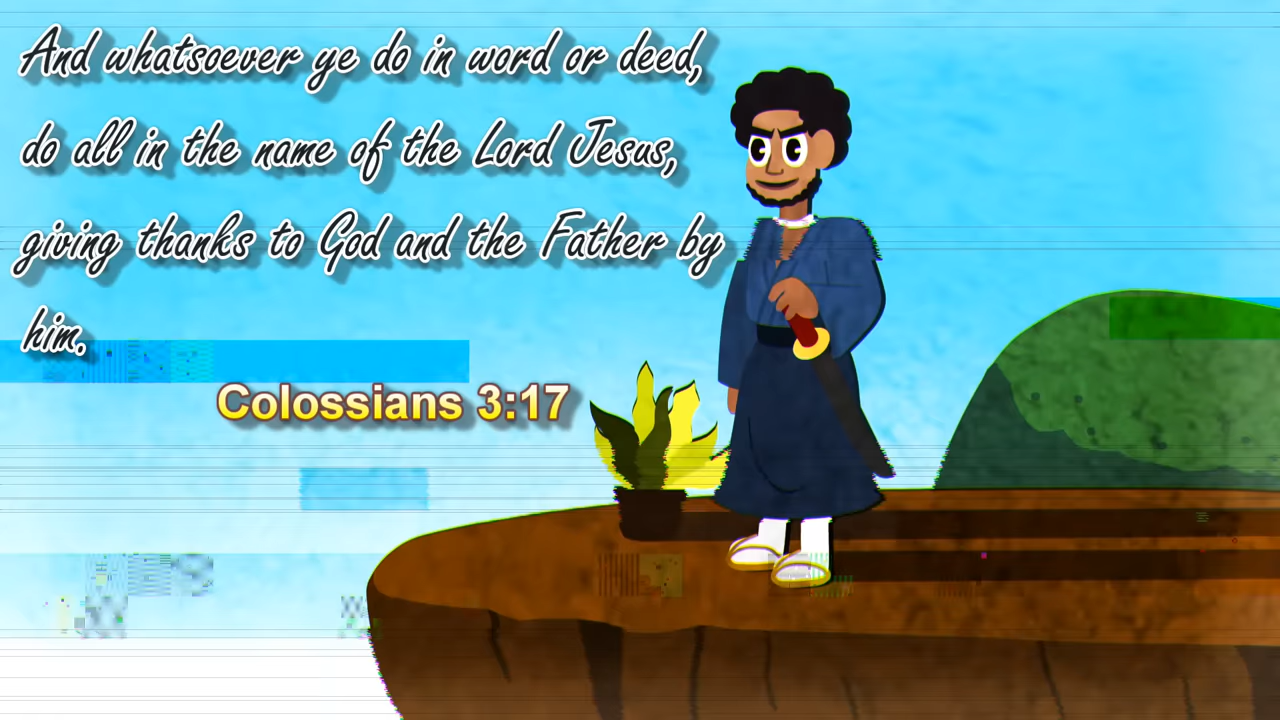 And whatsoever ye do in word or deed,
do all in the name of the Lord Jesus,
giving thanks to God and the Father by
him.
Colossians 3:17